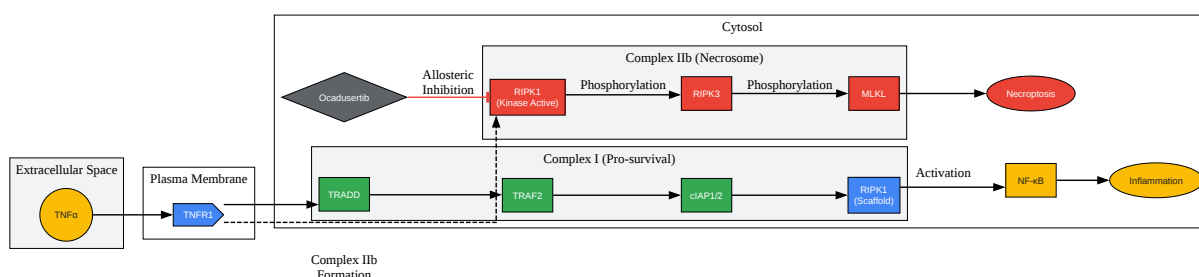 Cytosol
Complex IIb (Necrosome)
Ocadusertib
Allosteric
Inhibition
RIPK1
(Kinase Active)
Phosphorylation
RIPK3
Phosphorylation
MLKL
Necroptosis
Complex I (Pro-survival)
Extracellular Space
TNFα
Plasma Membrane
TNFR1
TRADD
TRAF2
cIAP1/2
RIPK1
(Scaffold)
Activation
NF-κB
Inflammation
Complex IIb
Formation